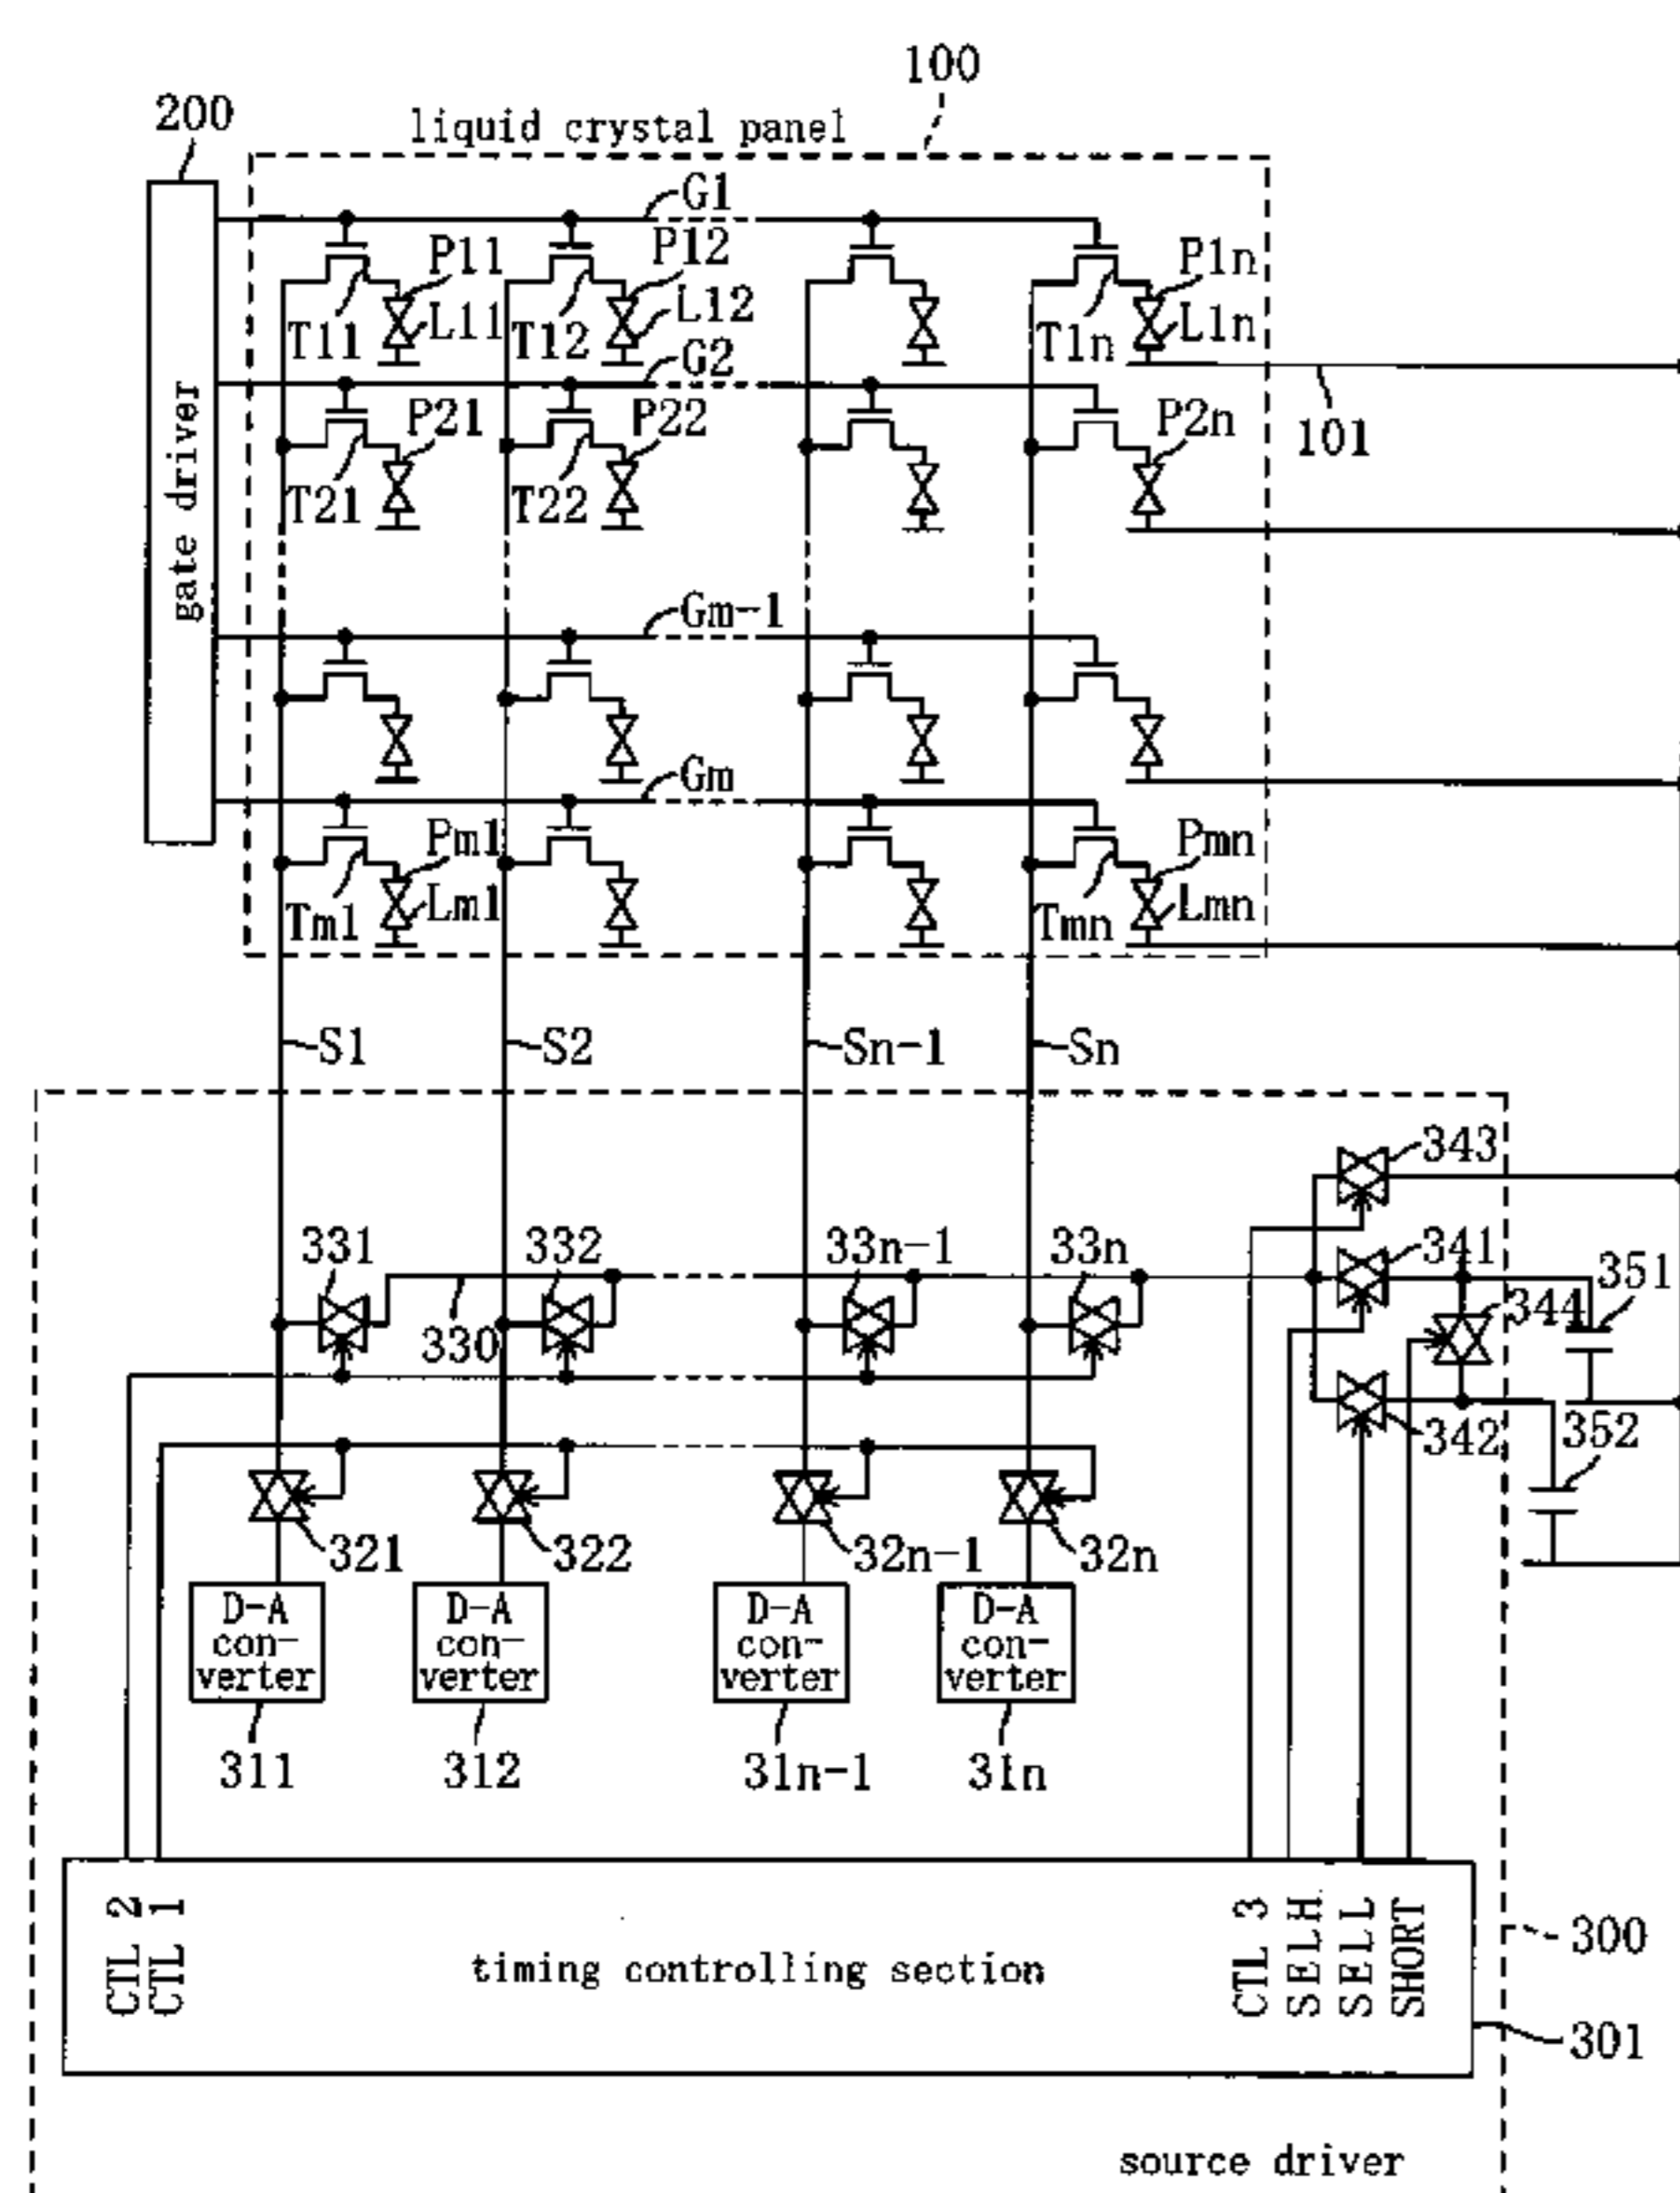 100
200
liquid crystal panel
G1
P11
P12
P1n
L11
L12
L1n
T11
T12
T1n
G2
P21
P22
P2n
101
T21
T22
gate driver
Gm-1
Gm
Pm1
Pmn
Lm1
Lmn
Tm1
Tmn
S1
S2
Sn-1
Sn
343
331
332
33n-1
33n
341
351
344
330
342
352
321
322
32n-1
32n
D-A con- verter
D-A con- verter
D-A con- verter
D-A con- verter
311
312
31n-1
31n
CTL 2
CTL 1
timing controlling section
CTL 3
SELH
SELL
SHORT
300
301
source driver